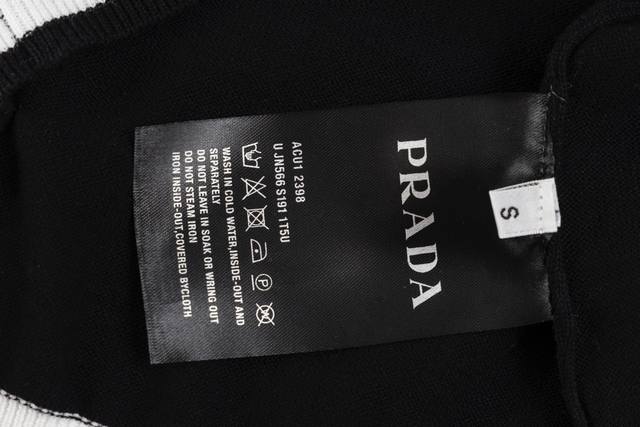 PRADA
S
ACU1 2398
UJN566 S191 1T5U
P
WASH IN COLD WATER,INSIDE-OUT AND
SEPARATELY
DO NOT LEAVE IN SOAK OR WRING OUT
DO NOT STEAM IRON
IRON INSIDE-OUT,COVERED BYCLOTH